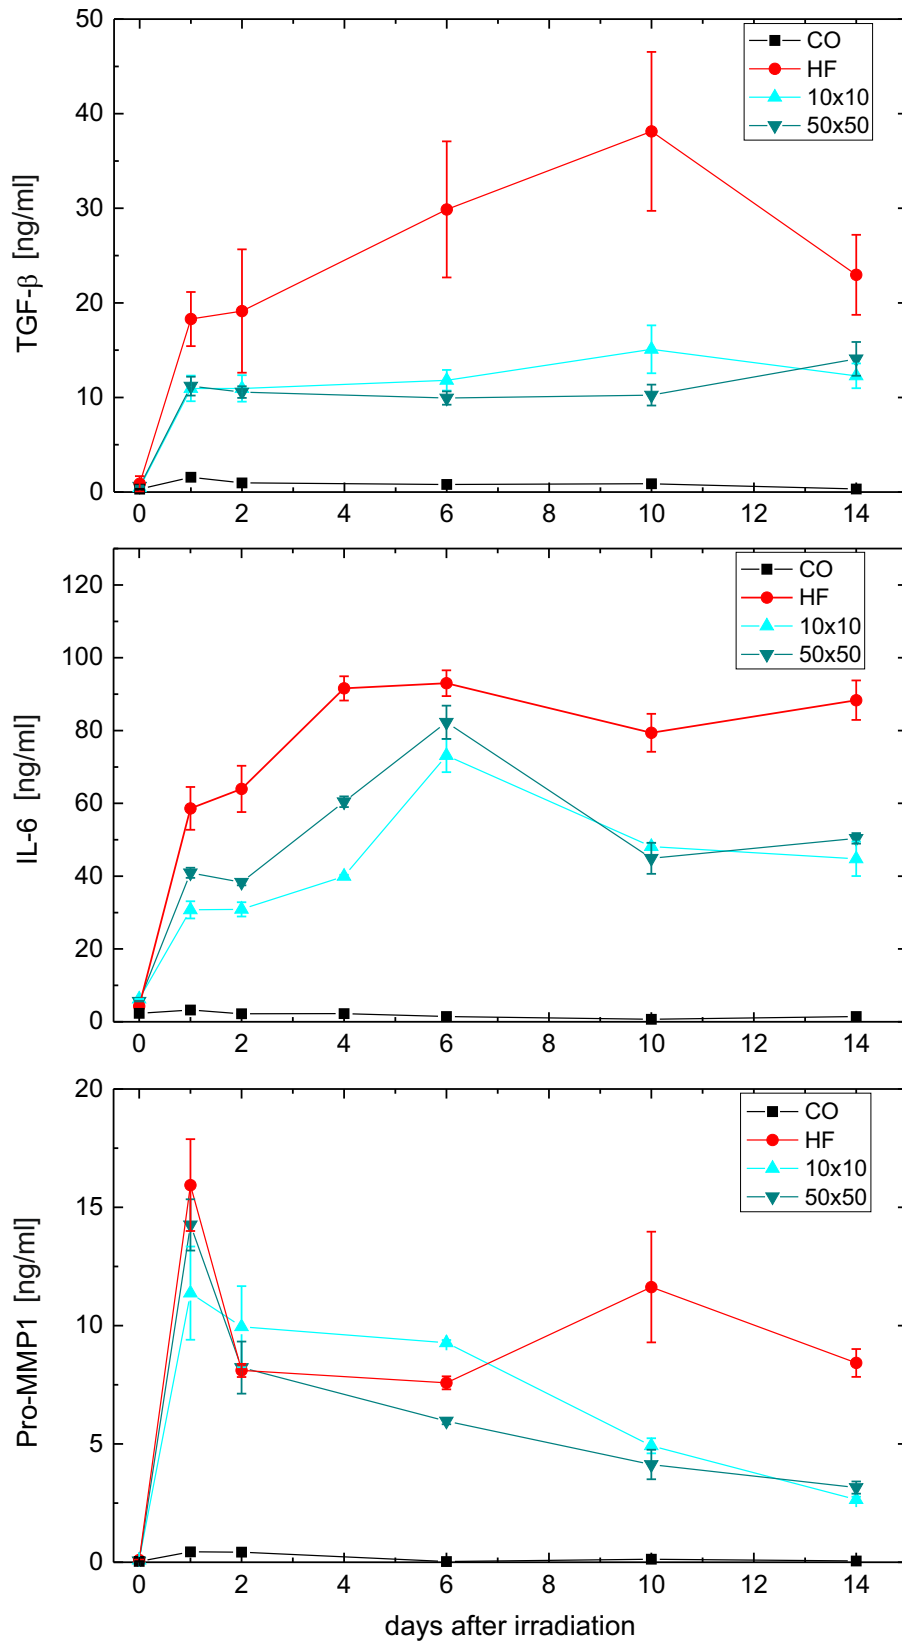 50
40
30
20
10
0
TGF-β [ng/ml]
CO
HF
10x10
50x50
0 2 4 6 8 10 12 14
120
100
80
60
40
20
0
IL-6 [ng/ml]
CO
HF
10x10
50x50
0 2 4 6 8 10 12 14
20
15
10
5
0
Pro-MMP1 [ng/ml]
CO
HF
10x10
50x50
0 2 4 6 8 10 12 14
days after irradiation